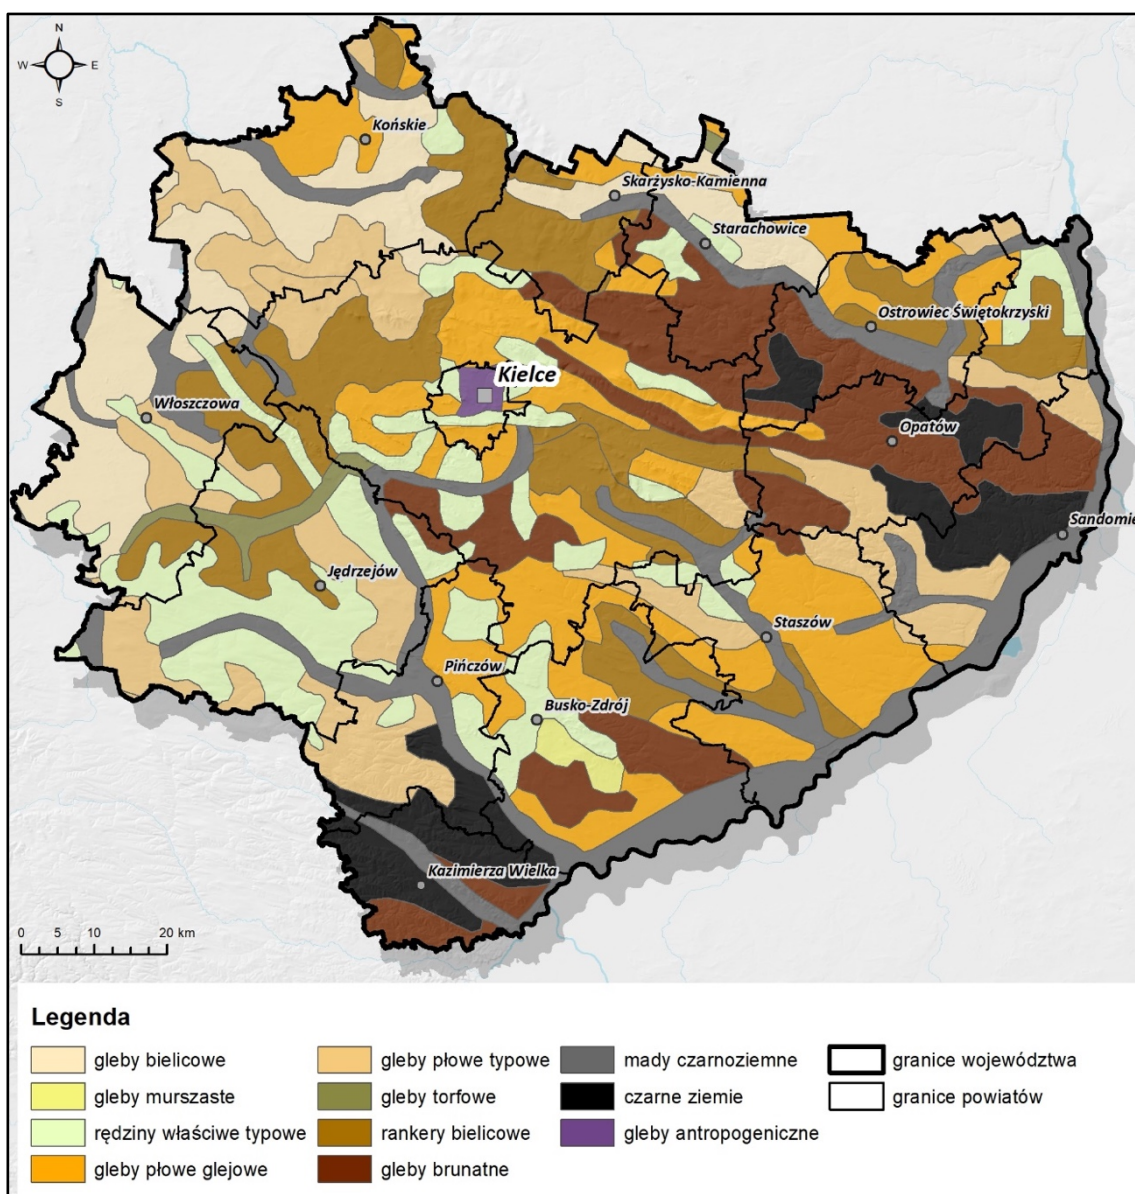 N
W E
S
Końskie
Skarżysko-Kamienna
Starachowice
Ostrowiec Świętokrzyski
Kielce
Włoszczowa
Opatów
Sandomie
Jędrzejów
Staszów
Pińczów
Busko-Zdrój
Kazimierza Wielka
0 5 10 20 km
Legenda
gleby bielicowe
gleby murszaste
rędziny właściwe typowe
gleby płowe glejowe
gleby płowe typowe
gleby torfowe
rankery bielicowe
gleby brunatne
mady czarnoziemne
czarne ziemie
gleby antropogeniczne
granice województwa
granice powiatów